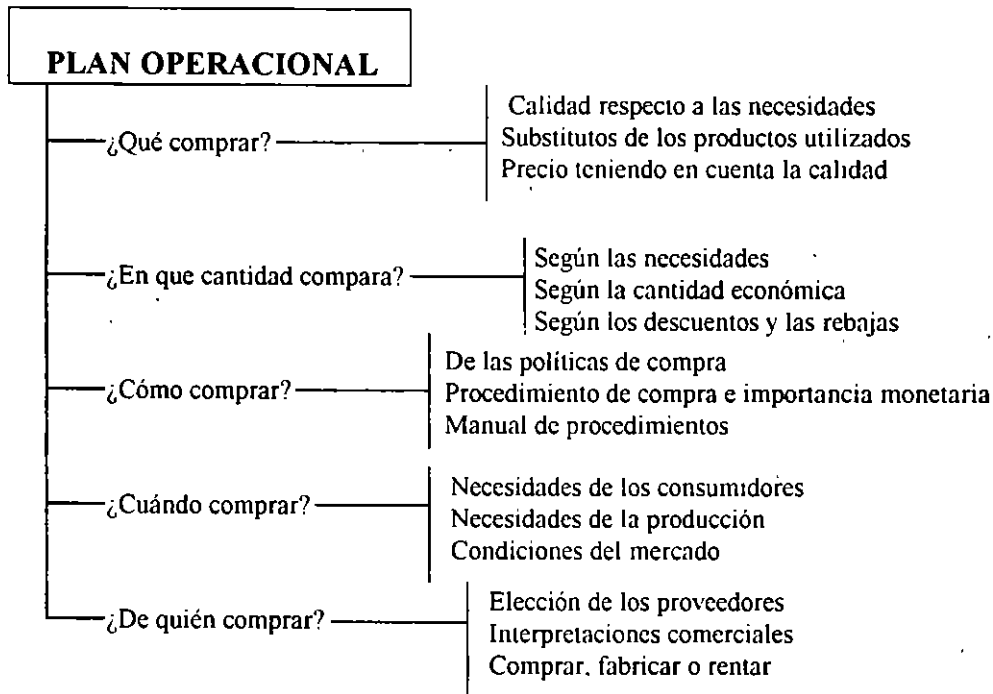 PLAN OPERACIONAL
¿Qué comprar?
Calidad respecto a las necesidades
Substitutos de los productos utilizados
Precio teniendo en cuenta la calidad
¿En que cantidad compara?
Según las necesidades
Según la cantidad económica
Según los descuentos y las rebajas
¿Cómo comprar?
De las políticas de compra
Procedimiento de compra e importancia monetaria
Manual de procedimientos
¿Cuándo comprar?
Necesidades de los consumidores
Necesidades de la producción
Condiciones del mercado
¿De quién comprar?
Elección de los proveedores
Interpretaciones comerciales
Comprar, fabricar o rentar